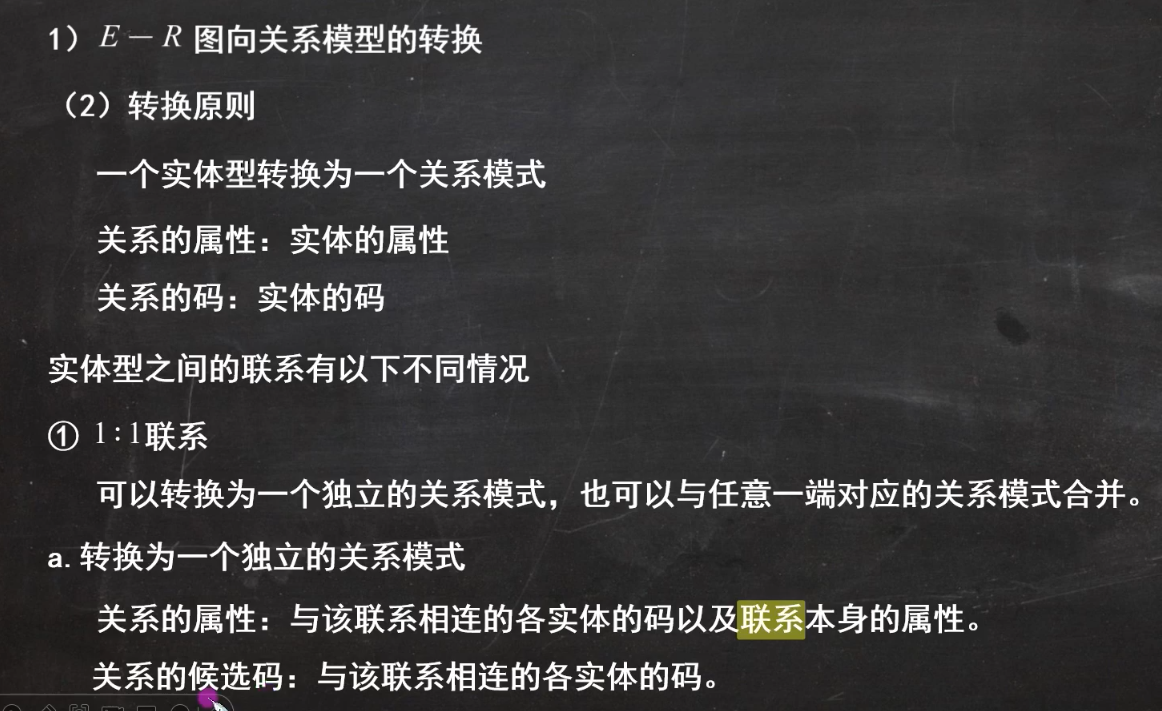 1）E－R 图向关系模型的转换
（2）转换原则
一个实体型转换为一个关系模式
关系的属性：实体的属性
关系的码：实体的码
实体型之间的联系有以下不同情况
① 1∶1联系
可以转换为一个独立的关系模式，也可以与任意一端对应的关系模式合并。
a.转换为一个独立的关系模式
关系的属性：与该联系相连的各实体的码以及联系本身的属性。
关系的候选码：与该联系相连的各实体的码。